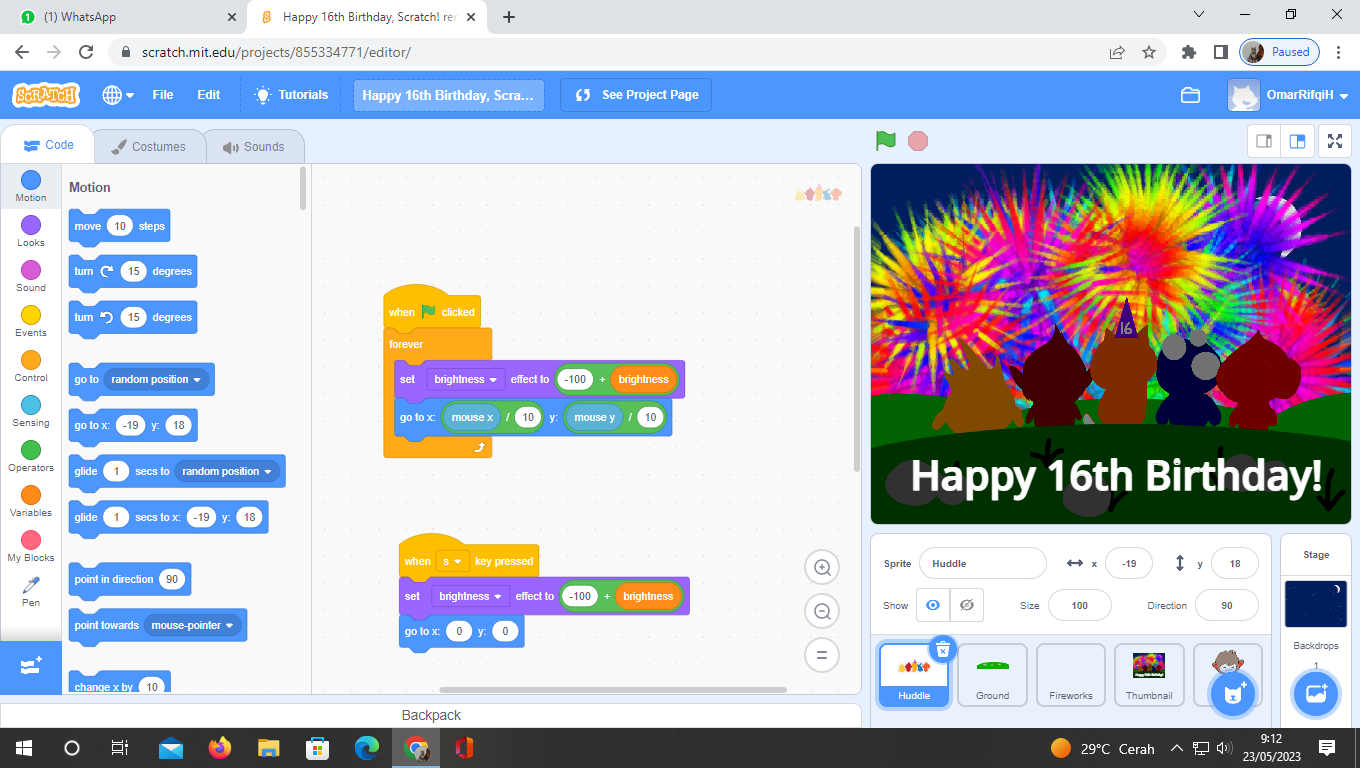 (1) WhatsApp
Happy 16th Birthday, Scratch! rer
scratch.mit.edu/projects/855334771/editor/
Paused
SCRATCH
File
Edit
Tutorials
Happy 16th Birthday, Scra...
See Project Page
OmarRifqiH
Code
Costumes
Sounds
Motion
Looks
Sound
Events
Control
Sensing
Operators
Variables
My Blocks
Pen
Motion
move 10 steps
turn 15 degrees
turn 15 degrees
go to random position
go to x: -19 y: 18
glide 1 secs to random position
glide 1 secs to x: -19 y: 18
point in direction 90
point towards mouse-pointer
change x by 10
when clicked
forever
set brightness effect to -100 + brightness
go to x: mouse x / 10 y: mouse y / 10
when s key pressed
set brightness effect to -100 + brightness
go to x: 0 y: 0
16
Happy 16th Birthday!
Sprite Huddle x -19 y 18
Show Size 100 Direction 90
Stage
Backdrops
1
Huddle
Ground
Fireworks
Thumbnail
Happy 16th Birthday!
Backpack
29°C Cerah
9:12
23/05/2023